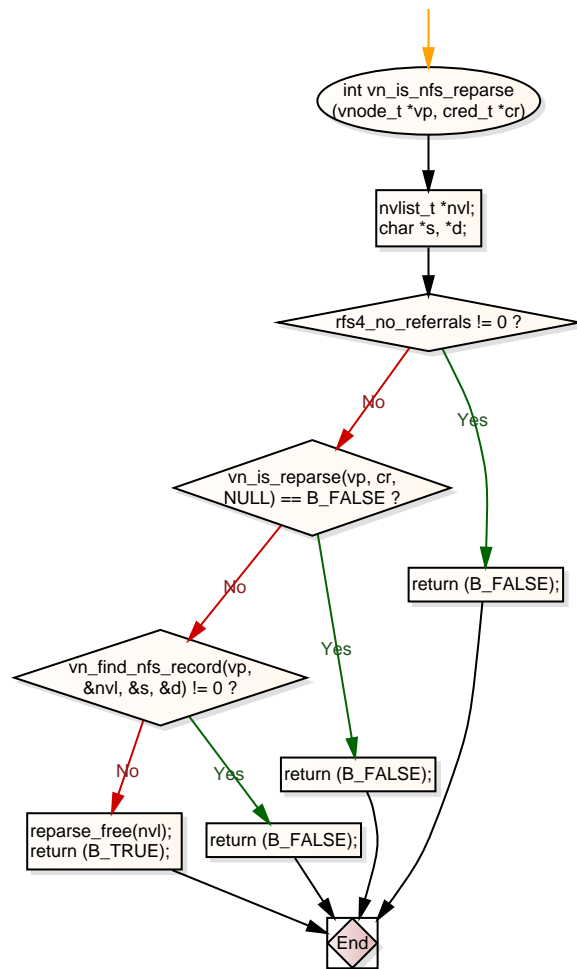 int vn_is_nfs_reparse
(vnode_t *vp, cred_t *cr)
nvlist_t *nvl;
char *s, *d;
rfs4_no_referrals != 0 ?
No
Yes
vn_is_reparse(vp, cr,
NULL) == B_FALSE ?
return (B_FALSE);
No
Yes
vn_find_nfs_record(vp,
&nvl, &s, &d) != 0 ?
return (B_FALSE);
No
Yes
reparse_free(nvl);
return (B_TRUE);
return (B_FALSE);
End